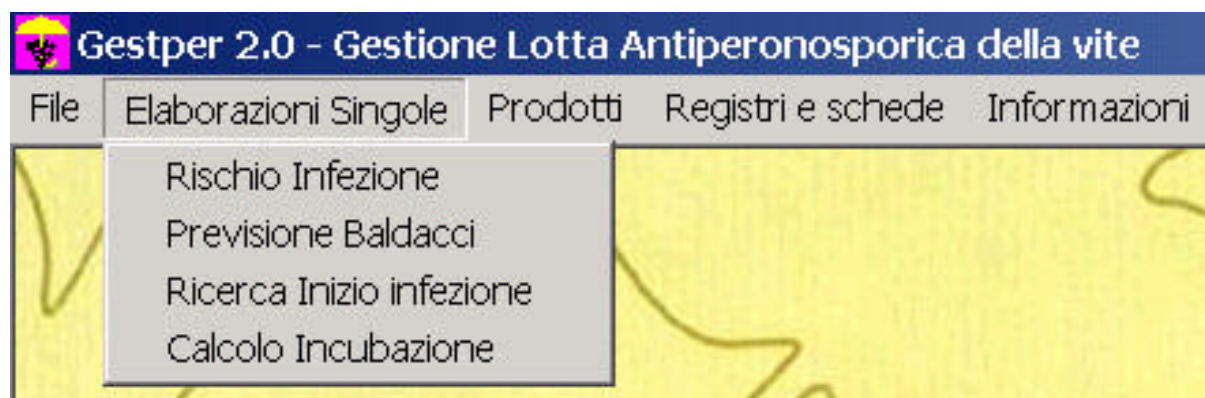 Gestper 2.0 - Gestione Lotta Antiperonosporica della vite
File Elaborazioni Singole Prodotti Registri e schede Informazioni
Rischio Infezione
Previsione Baldacci
Ricerca Inizio infezione
Calcolo Incubazione